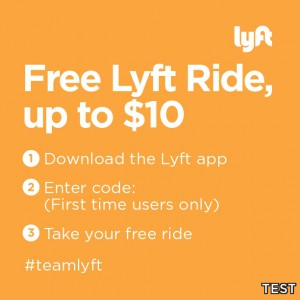 lyft
Free Lyft Ride,
up to $10
1 Download the Lyft app
2 Enter code:
(First time users only)
3 Take your free ride
#teamlyft
TEST